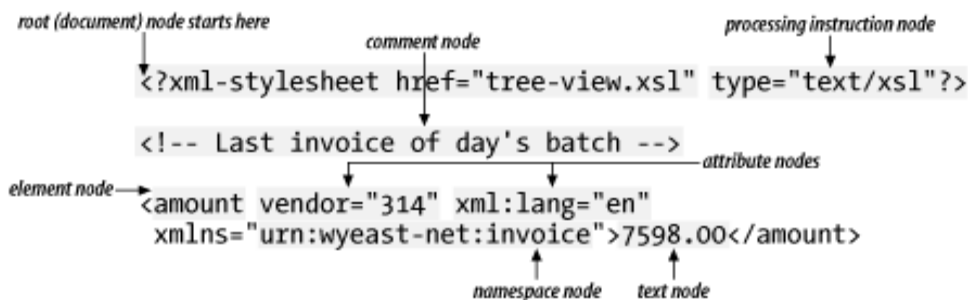 root (document) node starts here
processing instruction node
comment node
<?xml-stylesheet href="tree-view.xsl" type="text/xsl"?>
<!-- Last invoice of day's batch -->
attribute nodes
element node
<amount vendor="314" xml:lang="en"
xmlns="urn:wyeast-net:invoice">7598.00</amount>
namespace node
text node